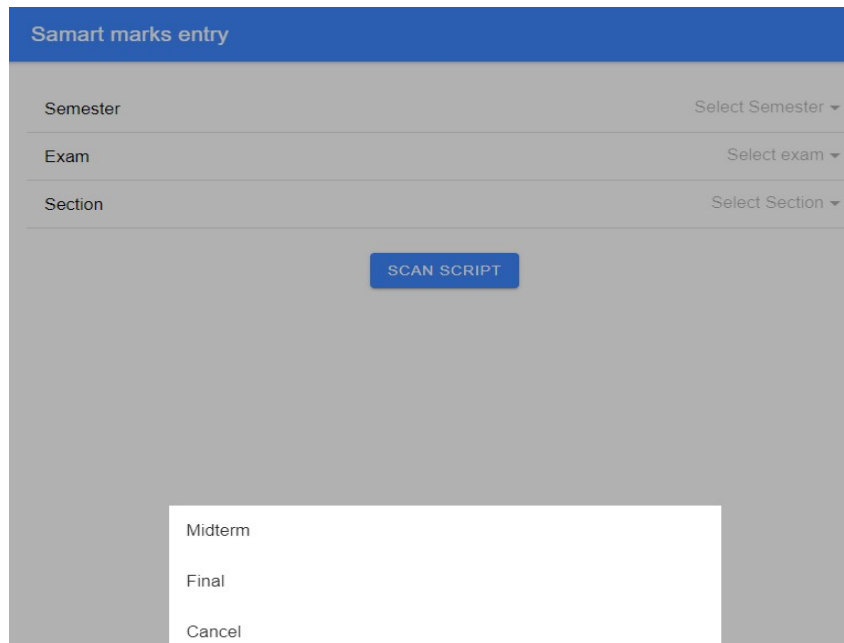 Samart marks entry
Semester Select Semester
Exam Select exam
Section Select Section
SCAN SCRIPT
Midterm
Final
Cancel